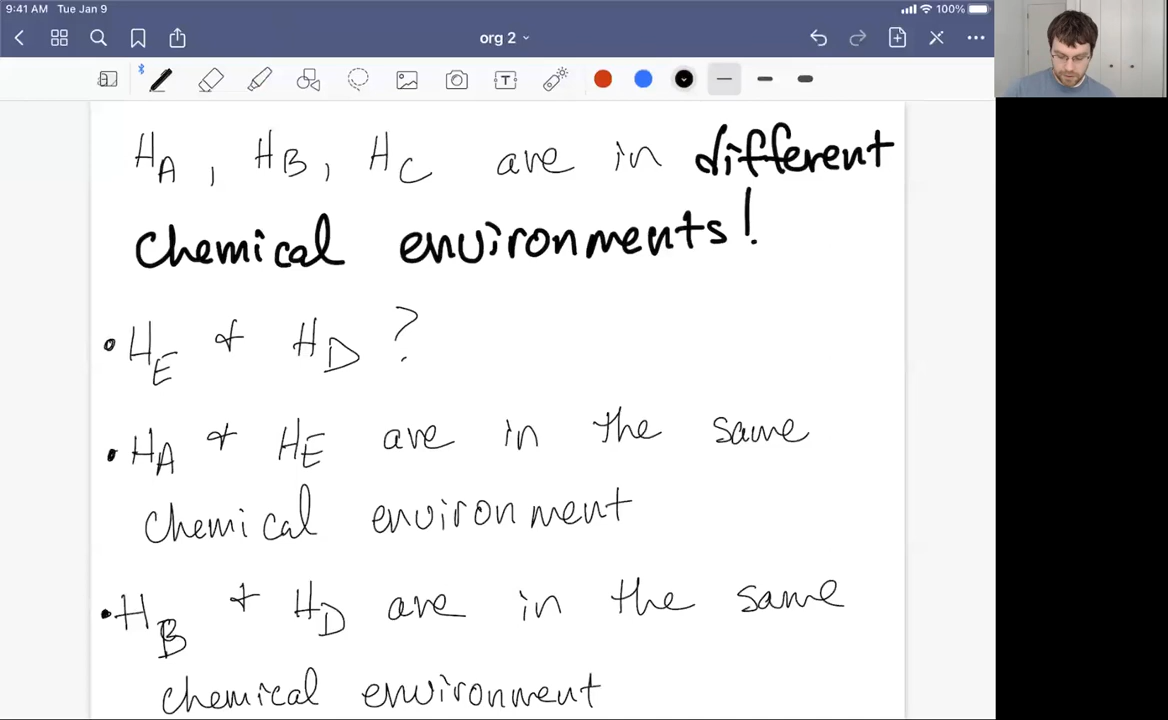 9:41 AM Tue Jan 9
100%
org 2
T
HA, HB, HC are in different
chemical environments!
• HE & HD ?
• HA & HE are in the same
chemical environment
• HB & HD are in the same
chemical environment